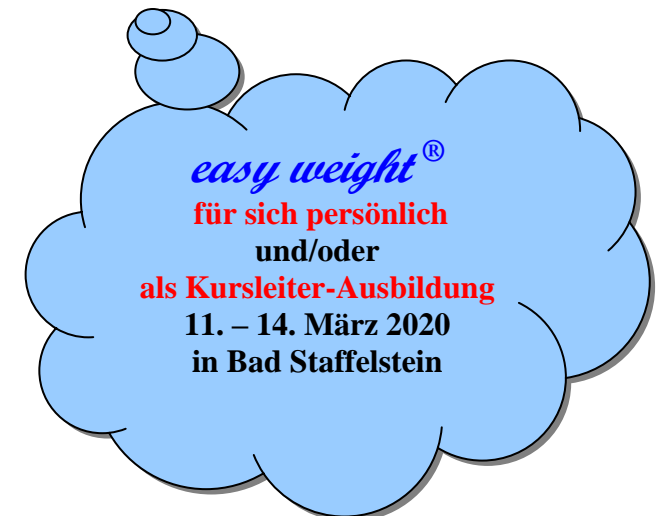 easy weight®
für sich persönlich
und/oder
als Kursleiter-Ausbildung
11. – 14. März 2020
in Bad Staffelstein